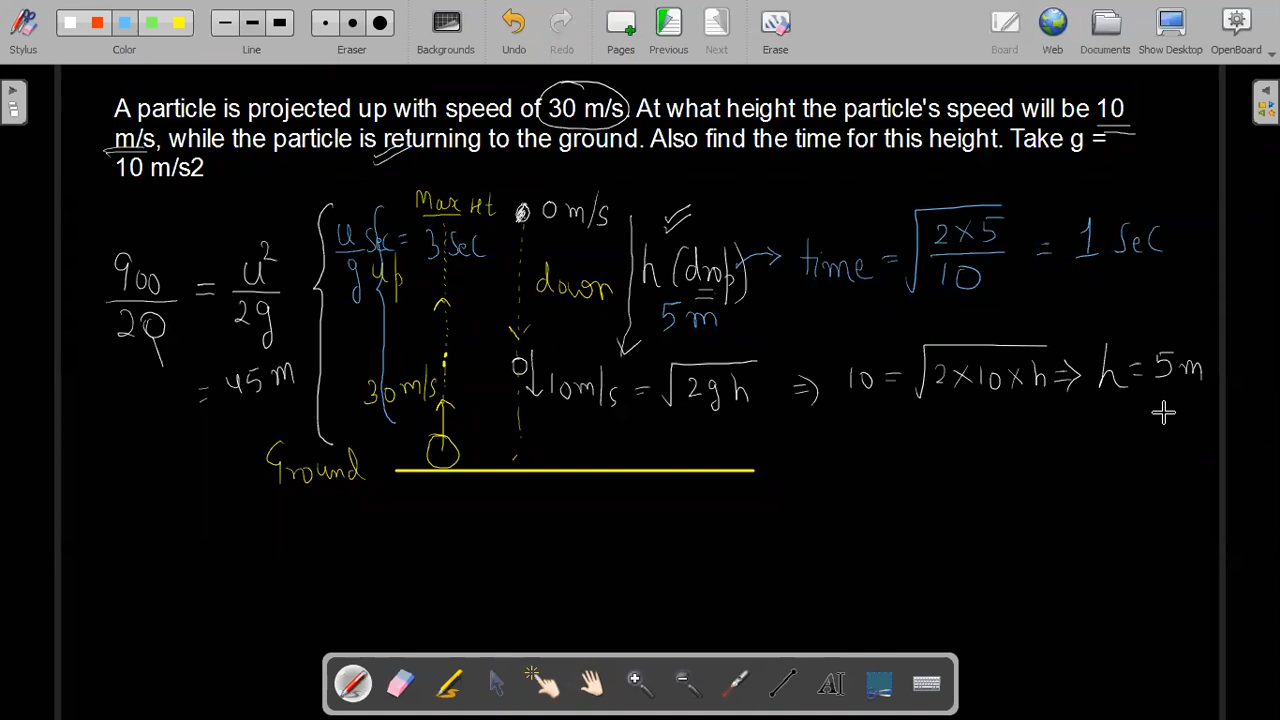 Stylus Color Line Eraser Backgrounds Undo Redo Pages Previous Next Erase Board Web Documents Show Desktop OpenBoard
A particle is projected up with speed of 30 m/s. At what height the particle's speed will be 10
m/s, while the particle is returning to the ground. Also find the time for this height. Take g =
10 m/s2
Max Ht 0 m/s
u/g sec = 3 sec
up
900/20 = u²/2g
= 45 m
down
h (drop)
5 m
time = √(2×5/10) = 1 sec
30 m/s
10 m/s = √2gh ⇒ 10 = √2×10×h ⇒ h = 5 m
Ground
AI